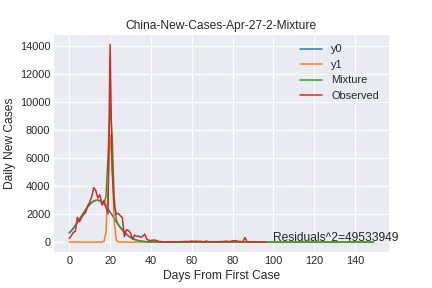 China-New-Cases-Apr-27-2-Mixture
y0
y1
Mixture
Observed
Daily New Cases
14000
12000
10000
8000
6000
4000
2000
0
Residuals^2=49533949
0 20 40 60 80 100 120 140
Days From First Case